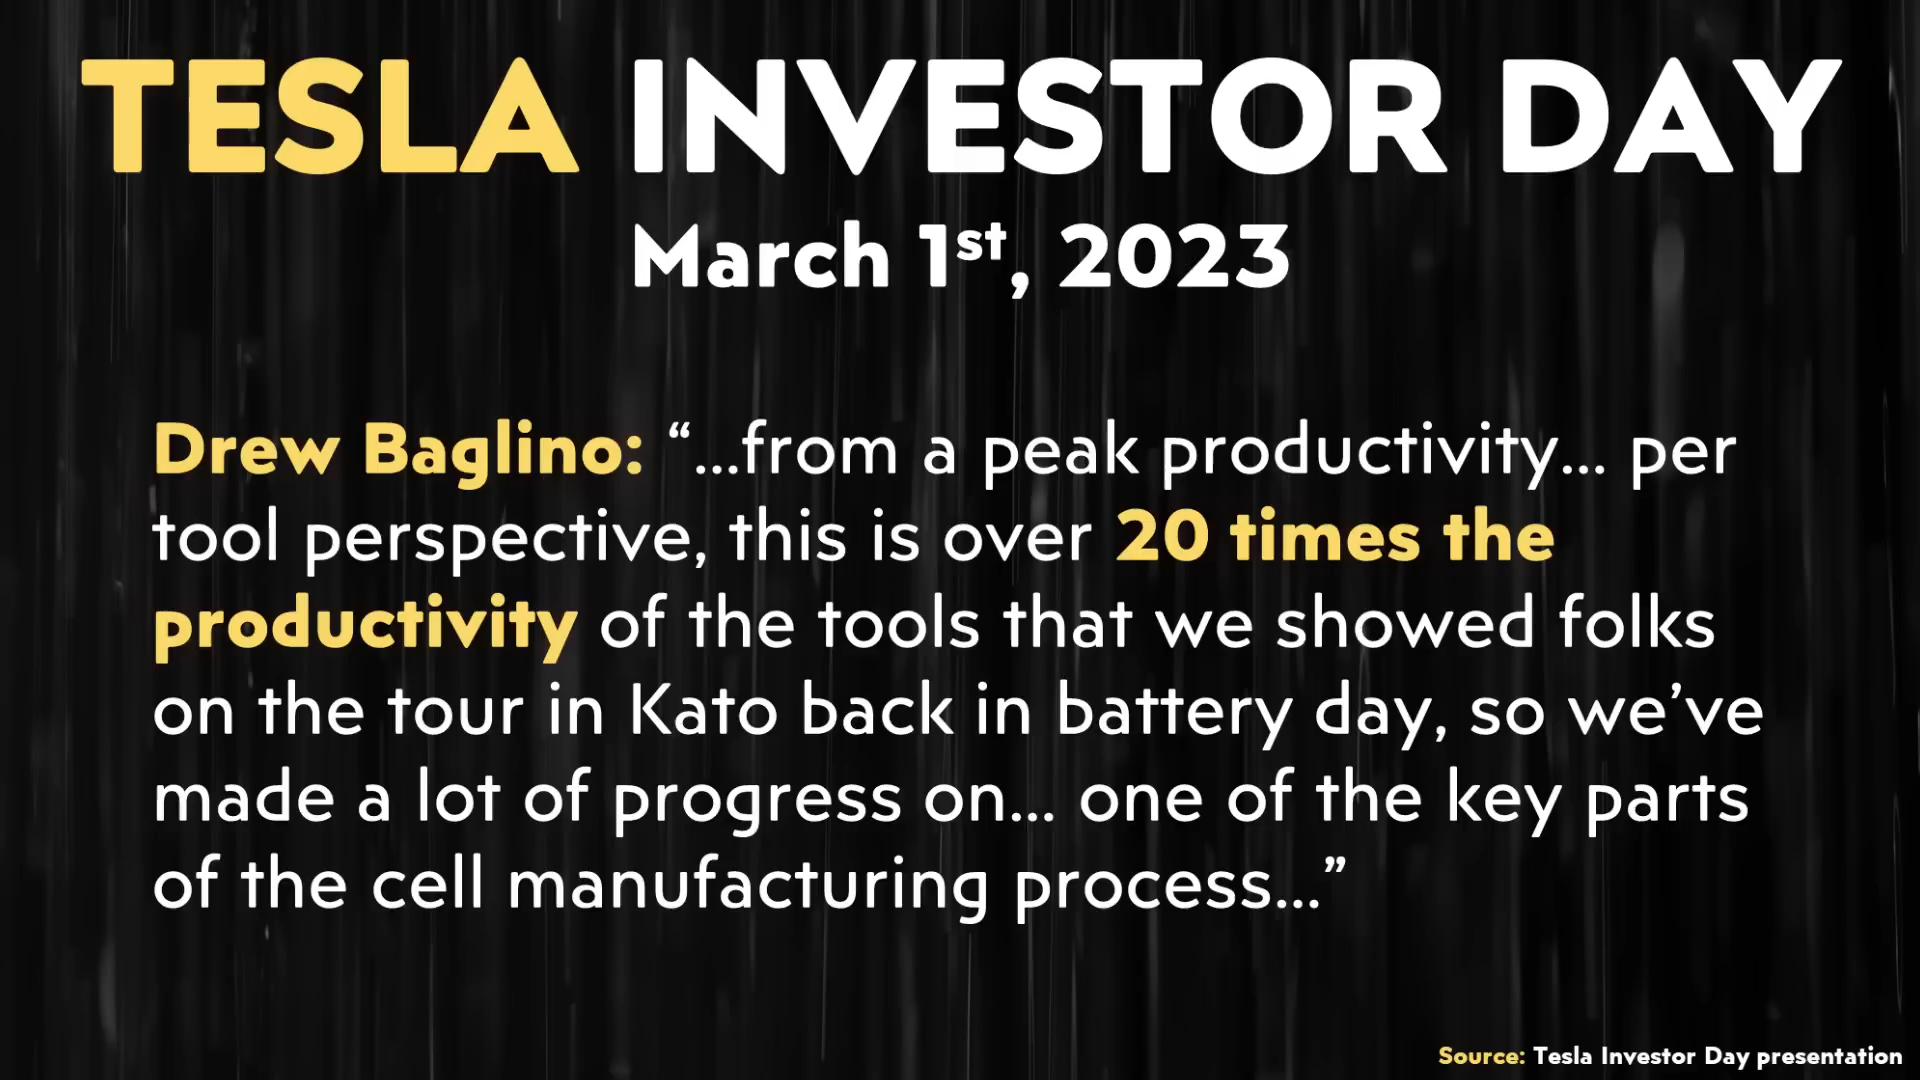 TESLA INVESTOR DAY
March 1st, 2023
Drew Baglino: “...from a peak productivity... per
tool perspective, this is over 20 times the
productivity of the tools that we showed folks
on the tour in Kato back in battery day, so we’ve
made a lot of progress on... one of the key parts
of the cell manufacturing process...”
Source: Tesla Investor Day presentation